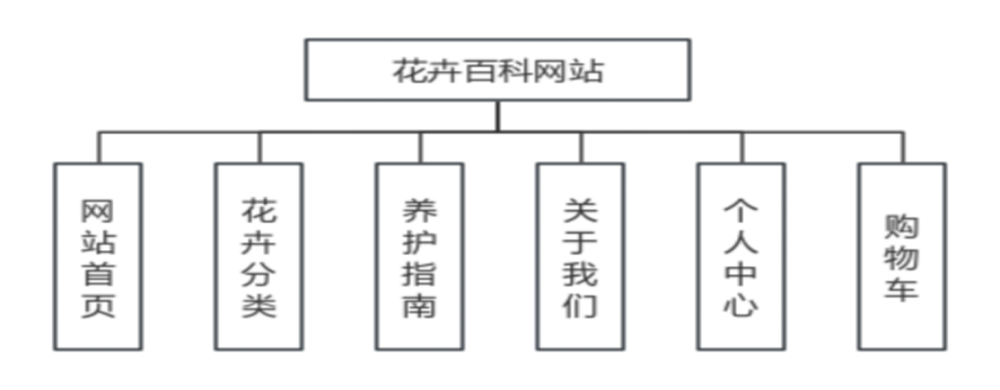 花卉百科网站
网站首页
花卉分类
养护指南
关于我们
个人中心
购物车